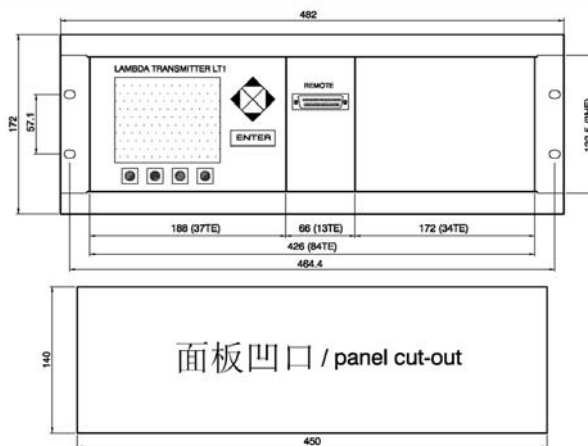 482
LAMBDA TRANSMITTER LT1
REMOTE
ENTER
172
57.1
188 (37TE)
66 (13TE)
172 (34TE)
426 (84TE)
464.4
140
面板凹口 / panel cut-out
450